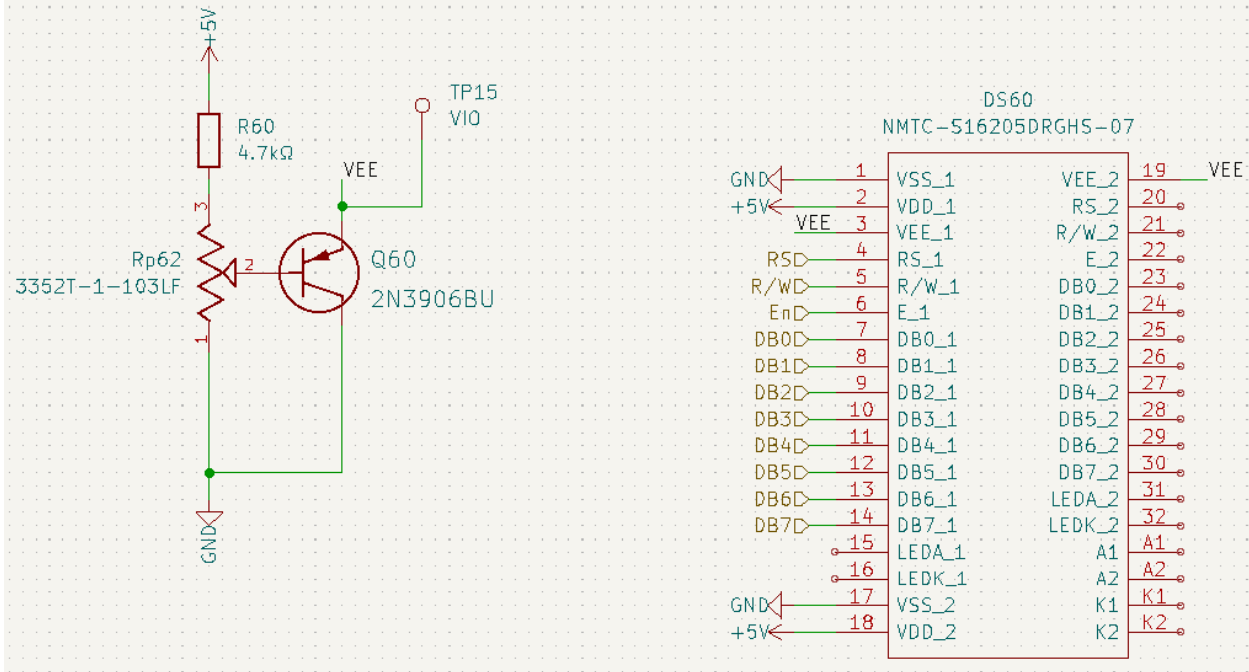 +5V
R60
4.7kΩ
3
Rp62
3352T-1-103LF
2
1
GND
VEE
TP15
VIO
Q60
2N3906BU
DS60
NMTC-S16205DRGHS-07
GND 1 VSS_1
+5V 2 VDD_1
VEE 3 VEE_1
RS 4 RS_1
R/W 5 R/W_1
En 6 E_1
DB0 7 DB0_1
DB1 8 DB1_1
DB2 9 DB2_1
DB3 10 DB3_1
DB4 11 DB4_1
DB5 12 DB5_1
DB6 13 DB6_1
DB7 14 DB7_1
15 LEDA_1
16 LEDK_1
GND 17 VSS_2
+5V 18 VDD_2
VEE_2 19 VEE
RS_2 20
R/W_2 21
E_2 22
DB0_2 23
DB1_2 24
DB2_2 25
DB3_2 26
DB4_2 27
DB5_2 28
DB6_2 29
DB7_2 30
LEDA_2 31
LEDK_2 32
A1 A1
A2 A2
K1 K1
K2 K2